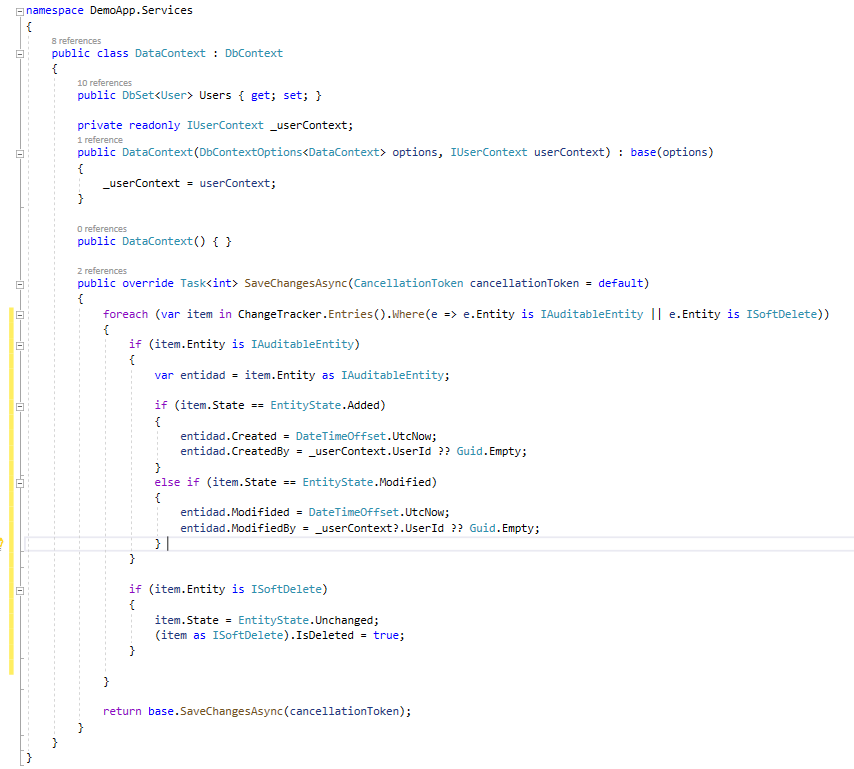 namespace DemoApp.Services
{
8 references
public class DataContext : DbContext
{
10 references
public DbSet<User> Users { get; set; }
private readonly IUserContext _userContext;
1 reference
public DataContext(DbContextOptions<DataContext> options, IUserContext userContext) : base(options)
{
_userContext = userContext;
}
0 references
public DataContext() { }
2 references
public override Task<int> SaveChangesAsync(CancellationToken cancellationToken = default)
{
foreach (var item in ChangeTracker.Entries().Where(e => e.Entity is IAuditableEntity || e.Entity is ISoftDelete))
{
if (item.Entity is IAuditableEntity)
{
var entidad = item.Entity as IAuditableEntity;
if (item.State == EntityState.Added)
{
entidad.Created = DateTimeOffset.UtcNow;
entidad.CreatedBy = _userContext.UserId ?? Guid.Empty;
}
else if (item.State == EntityState.Modified)
{
entidad.Modifided = DateTimeOffset.UtcNow;
entidad.ModifiedBy = _userContext?.UserId ?? Guid.Empty;
}
}
if (item.Entity is ISoftDelete)
{
item.State = EntityState.Unchanged;
(item as ISoftDelete).IsDeleted = true;
}
}
return base.SaveChangesAsync(cancellationToken);
}
}
}